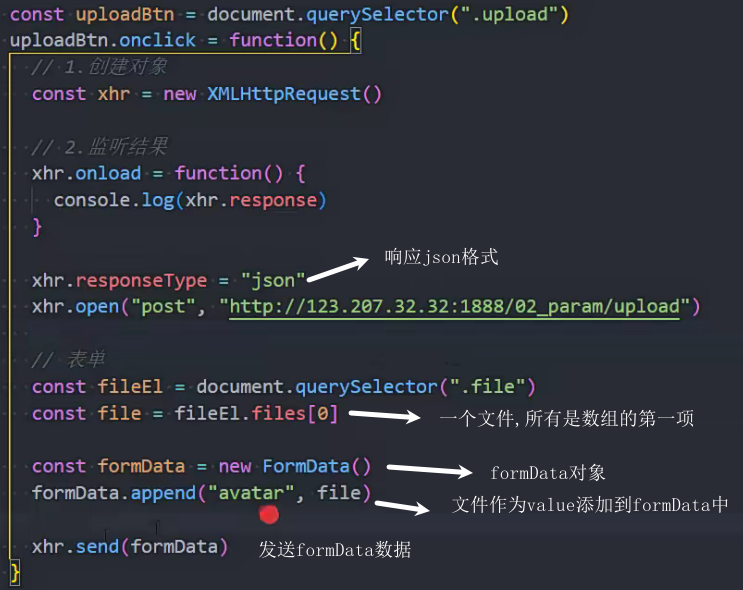 const uploadBtn = document.querySelector(".upload")
uploadBtn.onclick = function() {
// 1.创建对象
const xhr = new XMLHttpRequest()
// 2.监听结果
xhr.onload = function() {
console.log(xhr.response)
}
响应json格式
xhr.responseType = "json"
xhr.open("post", "http://123.207.32.32:1888/02_param/upload")
// 表单
const fileEl = document.querySelector(".file")
const file = fileEl.files[0]
一个文件,所有是数组的第一项
const formData = new FormData()
formData对象
formData.append("avatar", file)
文件作为value添加到formData中
xhr.send(formData)
发送formData数据
}